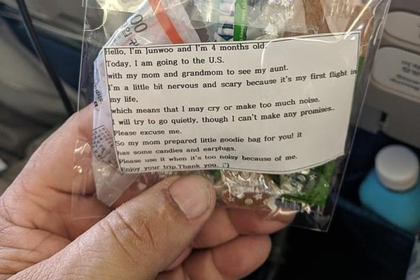 Hello, I'm Junwoo and I'm 4 months old.
Today, I am going to the U.S.
with my mom and grandmom to see my aunt.
I'm a little bit nervous and scary because it's my first flight in
my life,
which means that I may cry or make too much noise.
I will try to go quietly, though I can't make any promises..
Please excuse me.
So my mom prepared little goodie bag for you! it
has some candies and earplugs.
Please use it when it's too noisy because of me.
Enjoy your trip.Thank you. :')